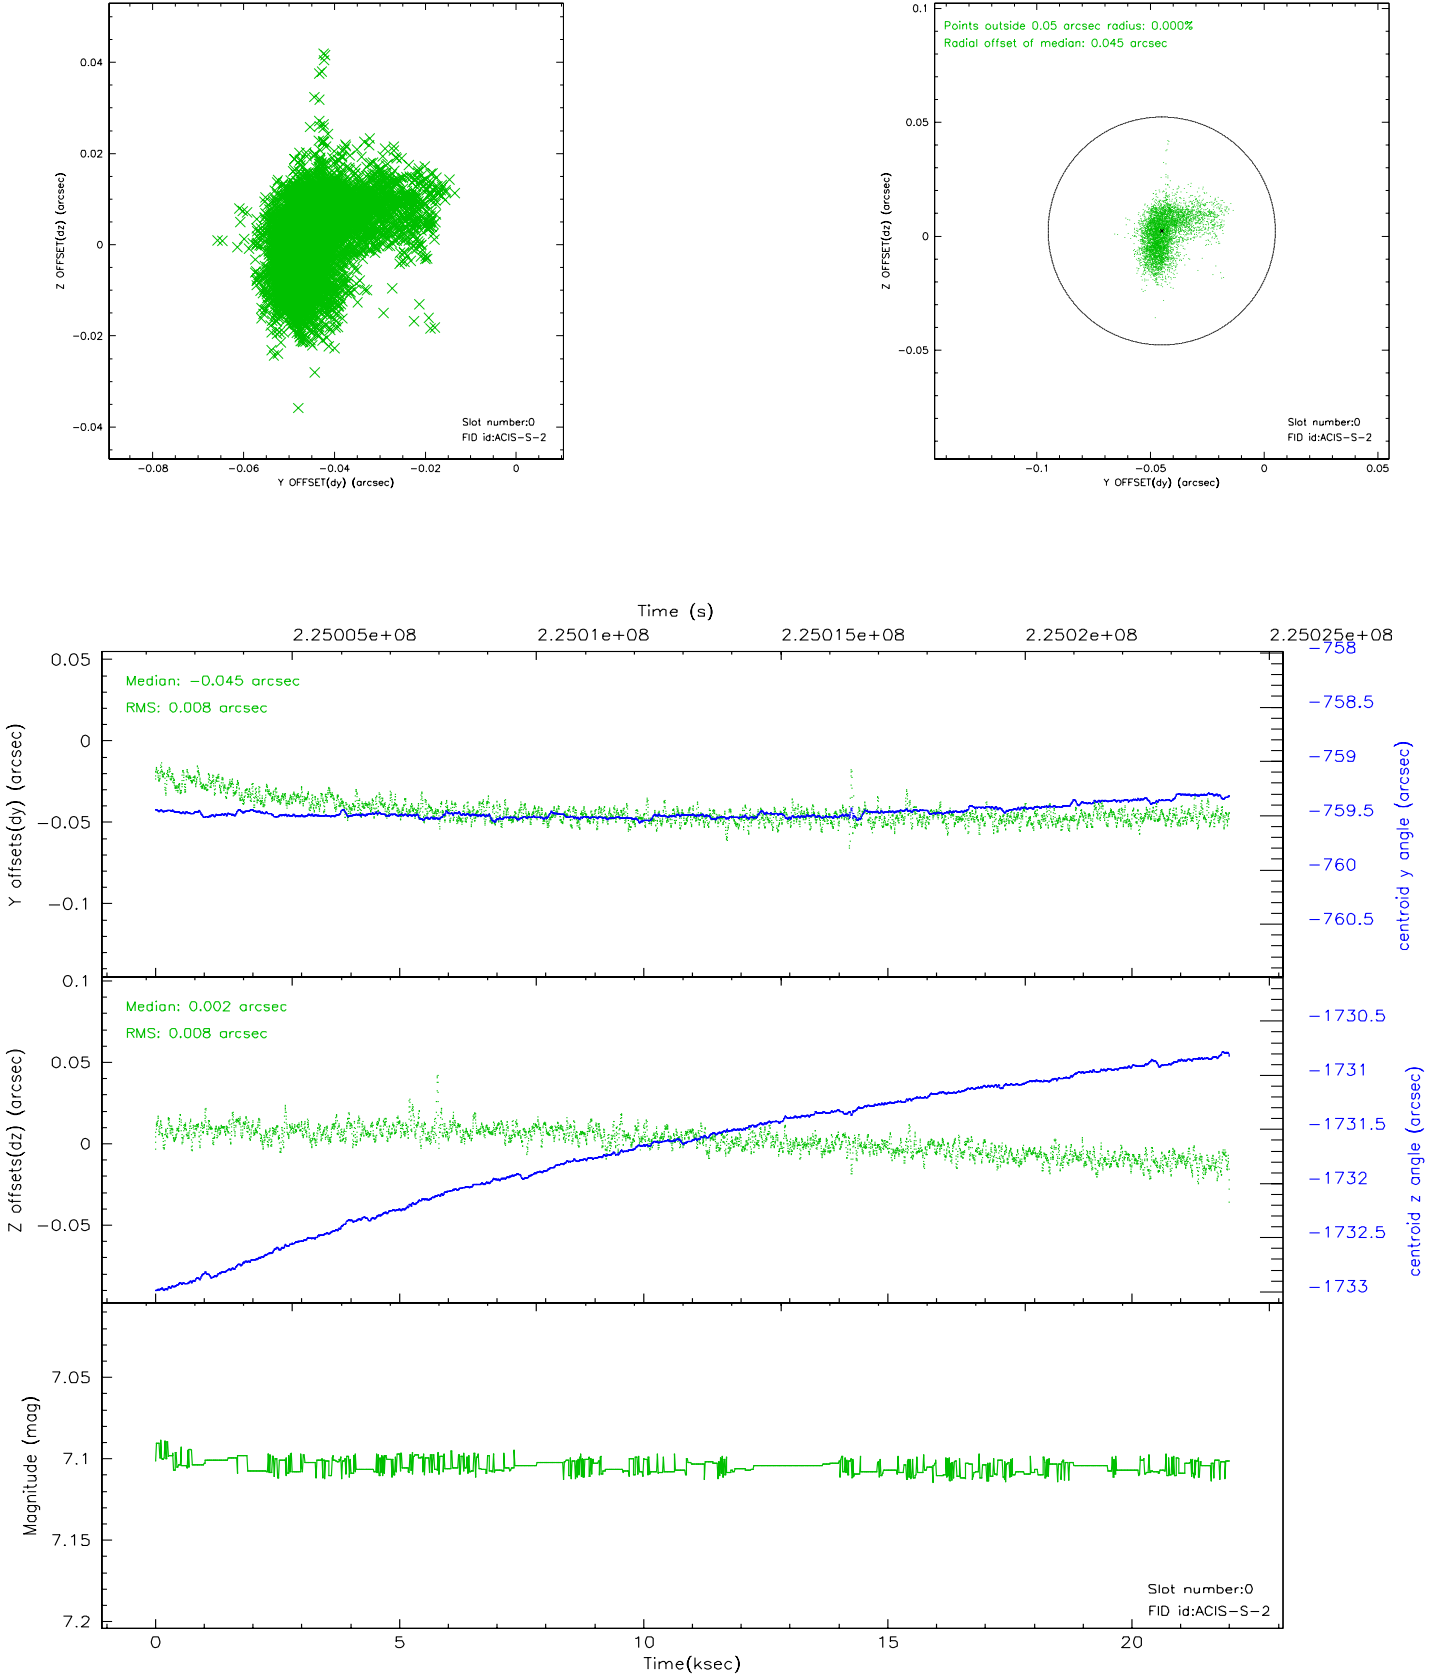 0.04
0.02
0
−0.02
−0.04
Z OFFSET(dz) (arcsec)
Slot number:0
FID id:ACIS−S−2
−0.08
−0.06
−0.04
−0.02
0
Y OFFSET(dy) (arcsec)
Points outside 0.05 arcsec radius: 0.000%
Radial offset of median: 0.045 arcsec
0.1
0.05
0
−0.05
Z OFFSET(dz) (arcsec)
Slot number:0
FID id:ACIS−S−2
−0.1
−0.05
0
0.05
Y OFFSET(dy) (arcsec)
Time (s)
2.25005e+08
2.2501e+08
2.25015e+08
2.2502e+08
2.25025e+08
0.05
0
−0.05
−0.1
Y offsets(dy) (arcsec)
Median: −0.045 arcsec
RMS: 0.008 arcsec
−758
−758.5
−759
−759.5
−760
−760.5
centroid y angle (arcsec)
0.1
0.05
0
−0.05
Z offsets(dz) (arcsec)
Median: 0.002 arcsec
RMS: 0.008 arcsec
−1730.5
−1731
−1731.5
−1732
−1732.5
−1733
centroid z angle (arcsec)
7.05
7.1
7.15
7.2
Magnitude (mag)
Slot number:0
FID id:ACIS−S−2
0
5
10
15
20
Time(ksec)